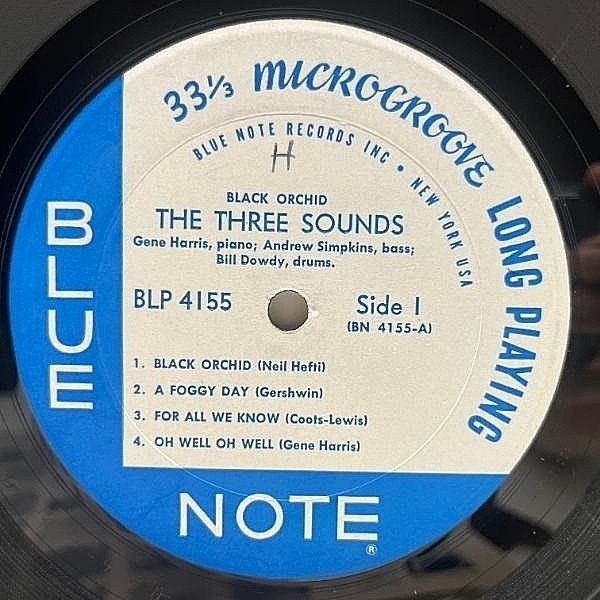 33⅓ MICROGROOVE LONG PLAYING
BLUE NOTE RECORDS INC • NEW YORK USA
H
BLACK ORCHID
THE THREE SOUNDS
Gene Harris, piano; Andrew Simpkins, bass;
Bill Dowdy, drums.
BLP 4155
Side 1
(BN 4155-A)
1. BLACK ORCHID (Neil Hefti)
2. A FOGGY DAY (Gershwin)
3. FOR ALL WE KNOW (Coots-Lewis)
4. OH WELL OH WELL (Gene Harris)
BLUE
NOTE®